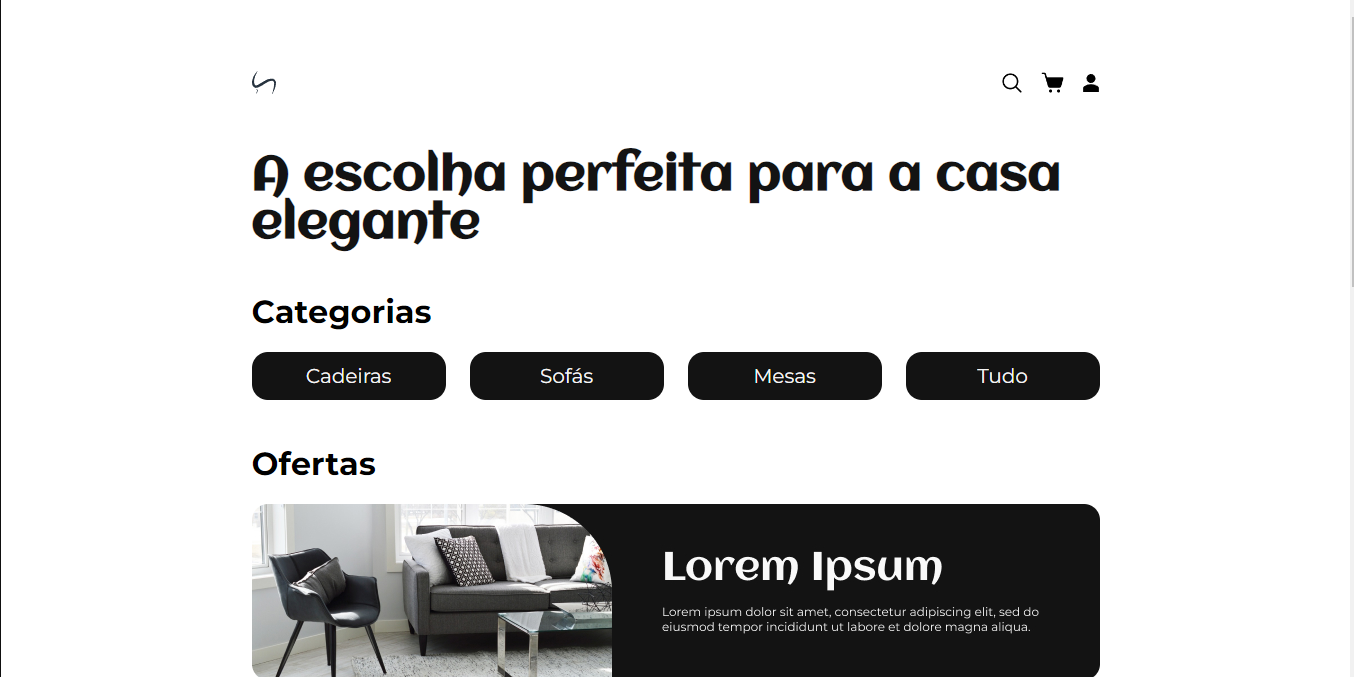 A escolha perfeita para a casa
elegante
Categorias
Cadeiras
Sofás
Mesas
Tudo
Ofertas
Lorem Ipsum
Lorem ipsum dolor sit amet, consectetur adipiscing elit, sed do
eiusmod tempor incididunt ut labore et dolore magna aliqua.